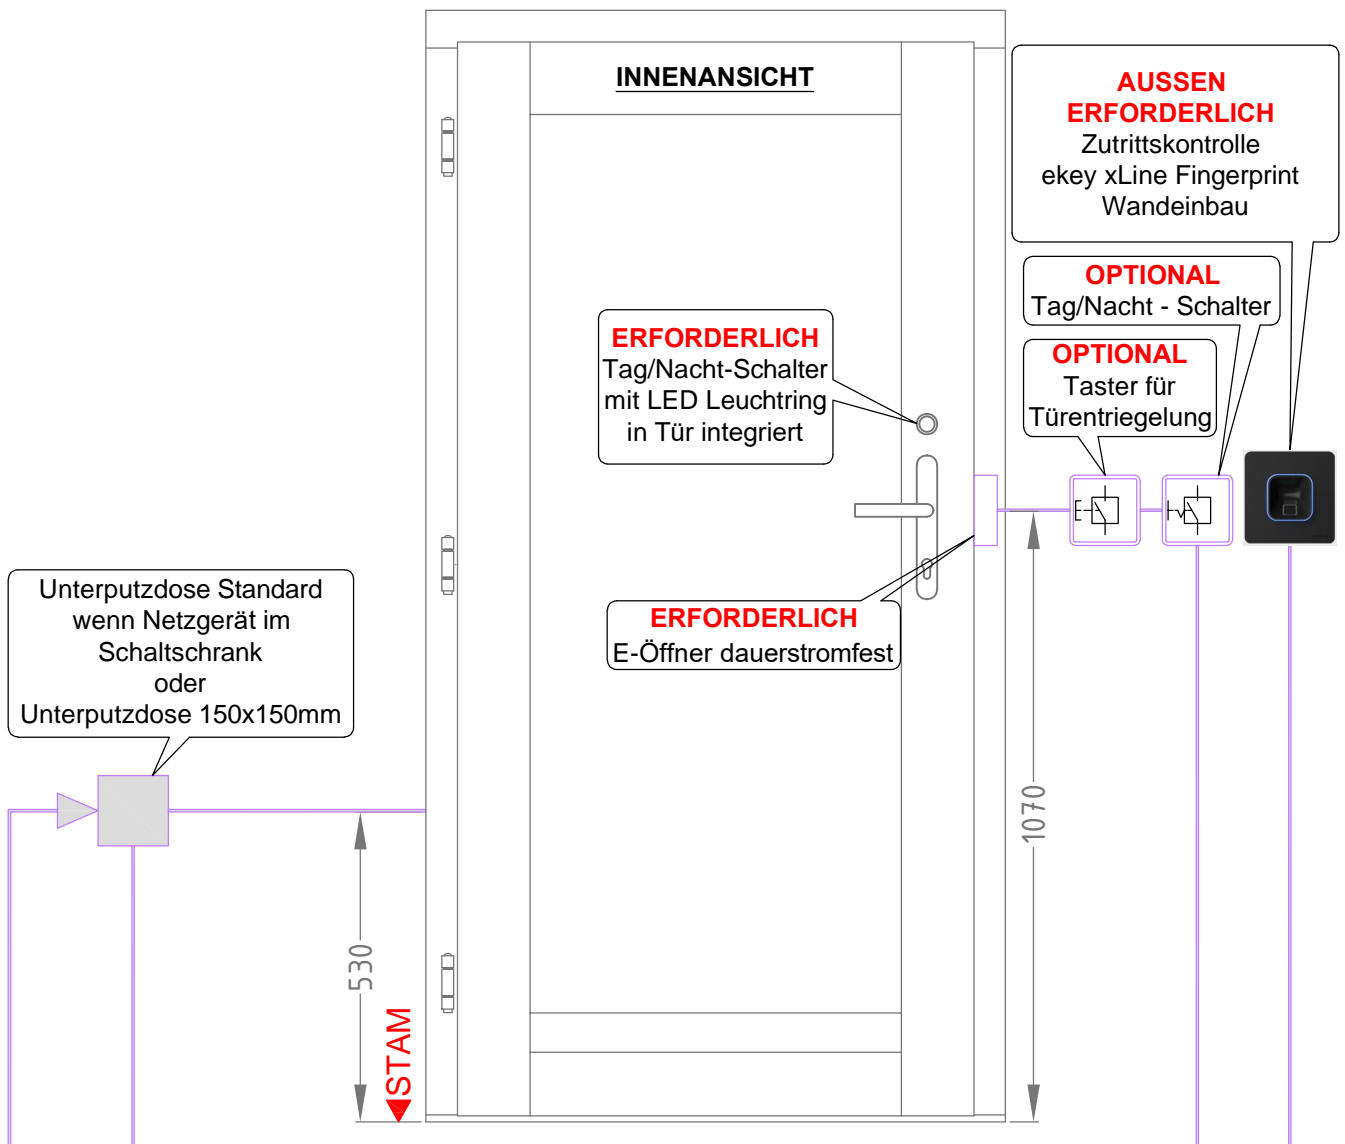 INNENANSICHT
AUSSEN
ERFORDERLICH
Zutrittskontrolle
ekey xLine Fingerprint
Wandeinbau
OPTIONAL
Tag/Nacht - Schalter
ERFORDERLICH
Tag/Nacht-Schalter
mit LED Leuchtring
in Tür integriert
OPTIONAL
Taster für
Türentriegelung
Unterputzdose Standard
wenn Netzgerät im
Schaltschrank
oder
Unterputzdose 150x150mm
ERFORDERLICH
E-Öffner dauerstromfest
1070
530
STAM